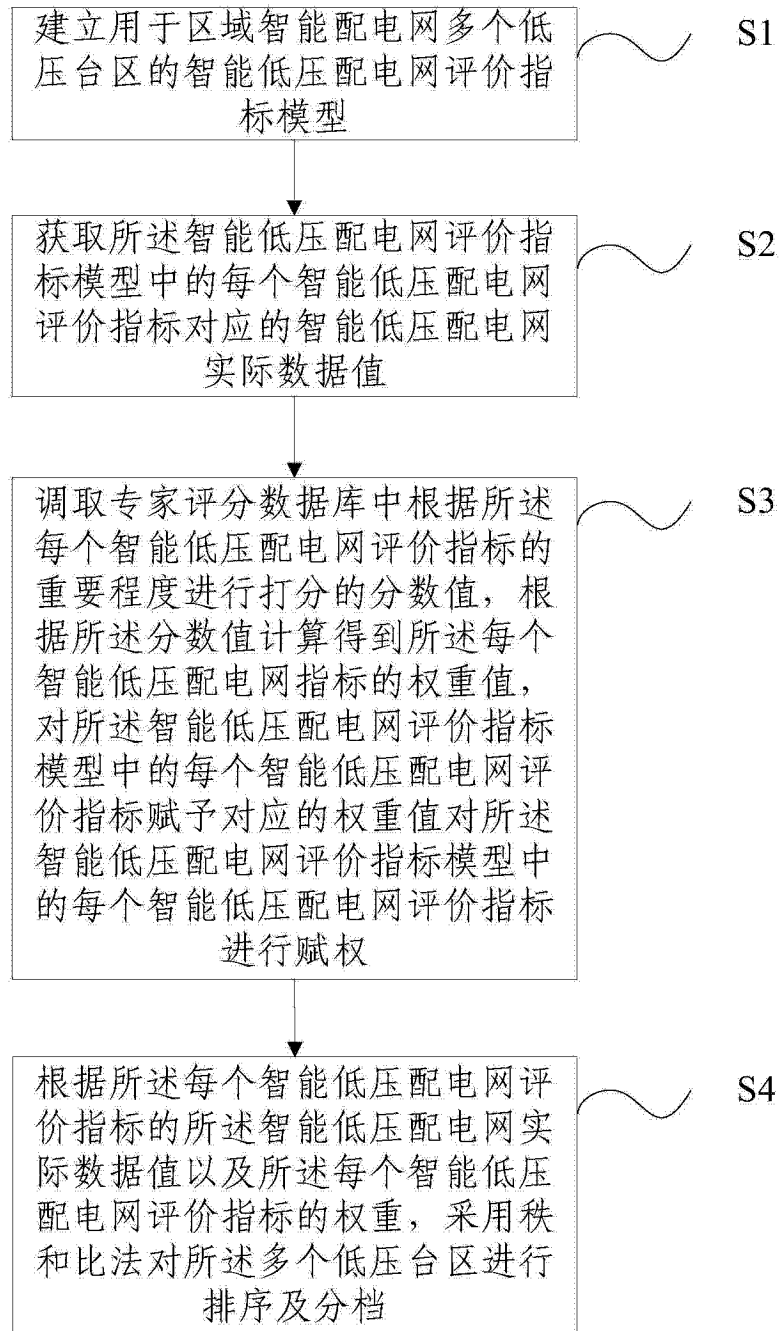 建立用于区域智能配电网多个低
压台区的智能低压配电网评价指
标模型
S1
获取所述智能低压配电网评价指
标模型中的每个智能低压配电网
评价指标对应的智能低压配电网
实际数据值
S2
调取专家评分数据库中根据所述
每个智能低压配电网评价指标的
重要程度进行打分的分数值，根
据所述分数值计算得到所述每个
智能低压配电网指标的权重值，
对所述智能低压配电网评价指标
模型中的每个智能低压配电网评
价指标赋予对应的权重值对所述
智能低压配电网评价指标模型中
的每个智能低压配电网评价指标
进行赋权
S3
根据所述每个智能低压配电网评
价指标的所述智能低压配电网实
际数据值以及所述每个智能低压
配电网评价指标的权重，采用秩
和比法对所述多个低压台区进行
排序及分档
S4